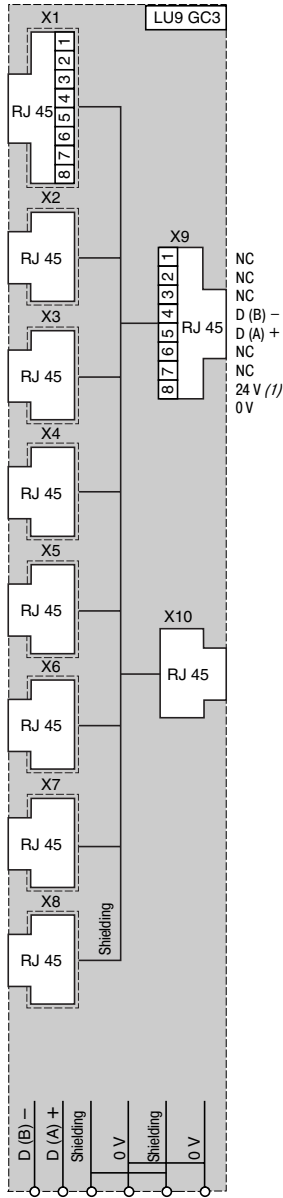 LU9 GC3
X1
RJ 45
1
2
3
4
5
6
7
8
X2
RJ 45
X3
RJ 45
X4
RJ 45
X5
RJ 45
X6
RJ 45
X7
RJ 45
X8
RJ 45
Shielding
X9
RJ 45
1
2
3
4
5
6
7
8
NC
NC
NC
D (B) –
D (A) +
NC
NC
24 V (1)
0 V
X10
RJ 45
D (B) –
D (A) +
Shielding
0 V
Shielding
0 V